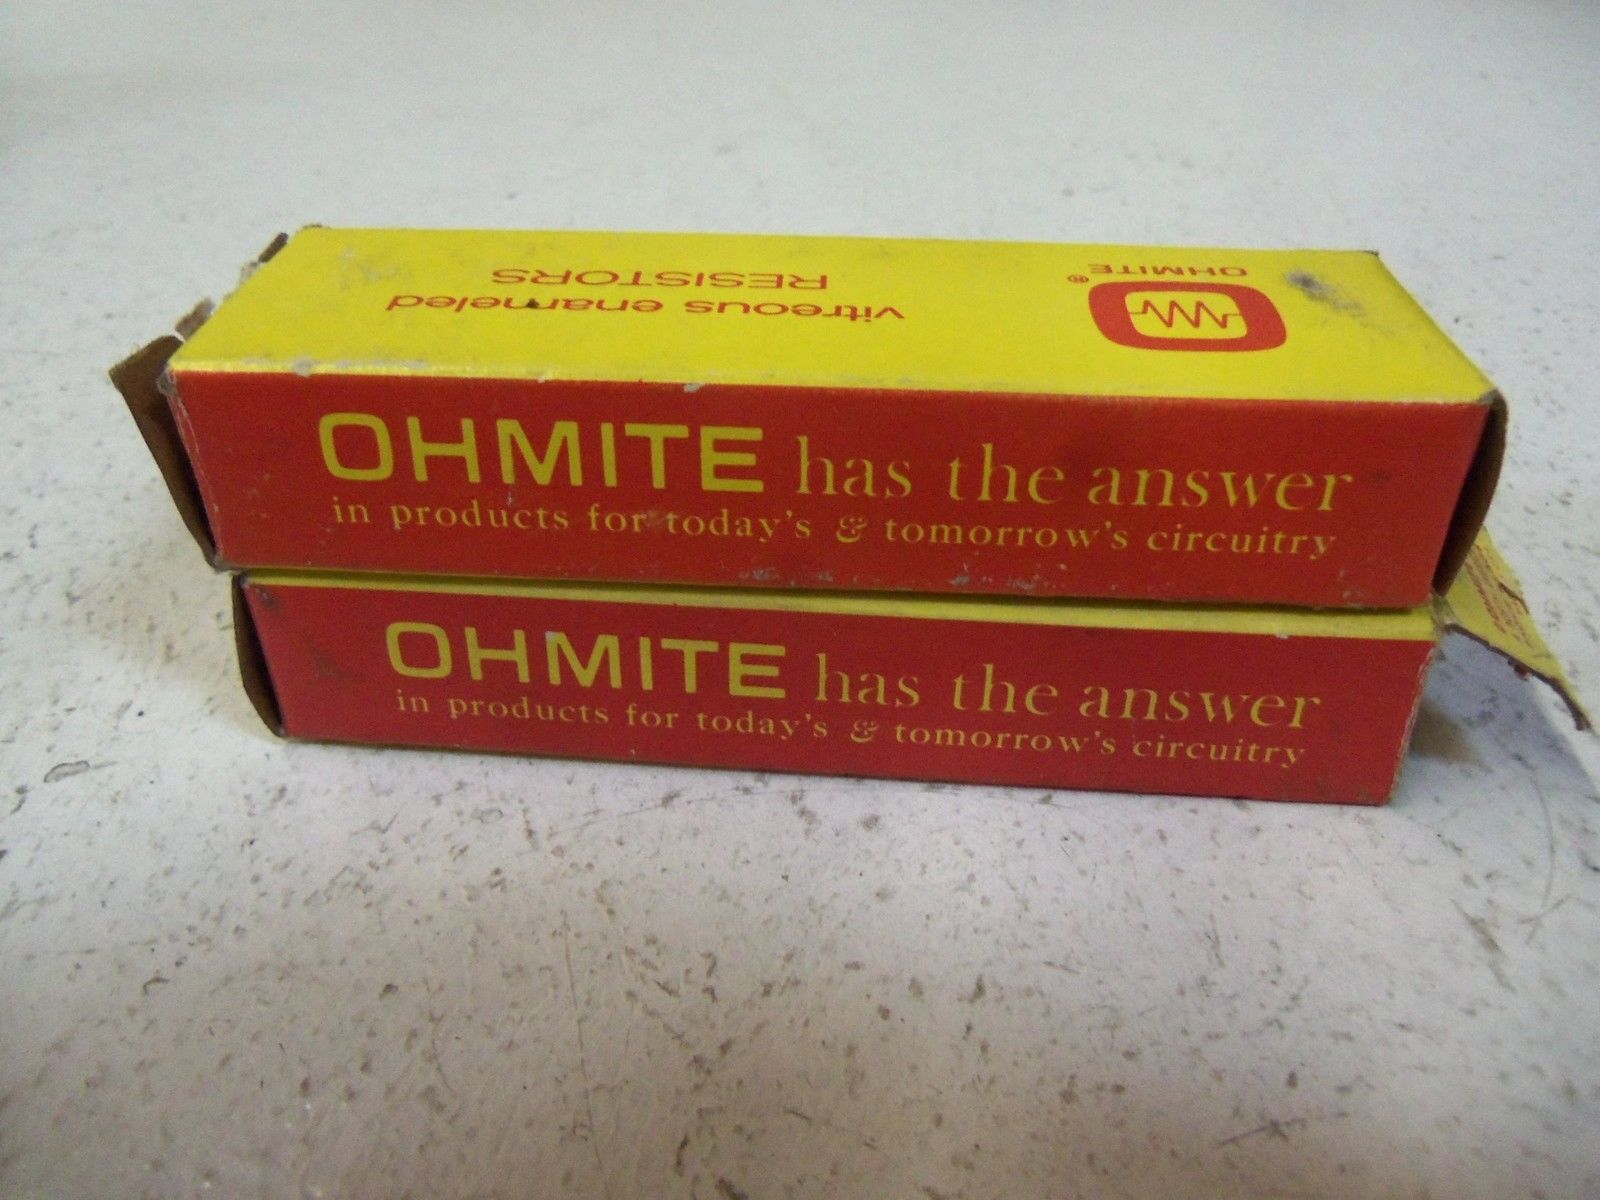 vitreous enameled
RESISTORS
OHMITE
®
OHMITE has the answer
in products for today's & tomorrow's circuitry
OHMITE has the answer
in products for today's & tomorrow's circuitry